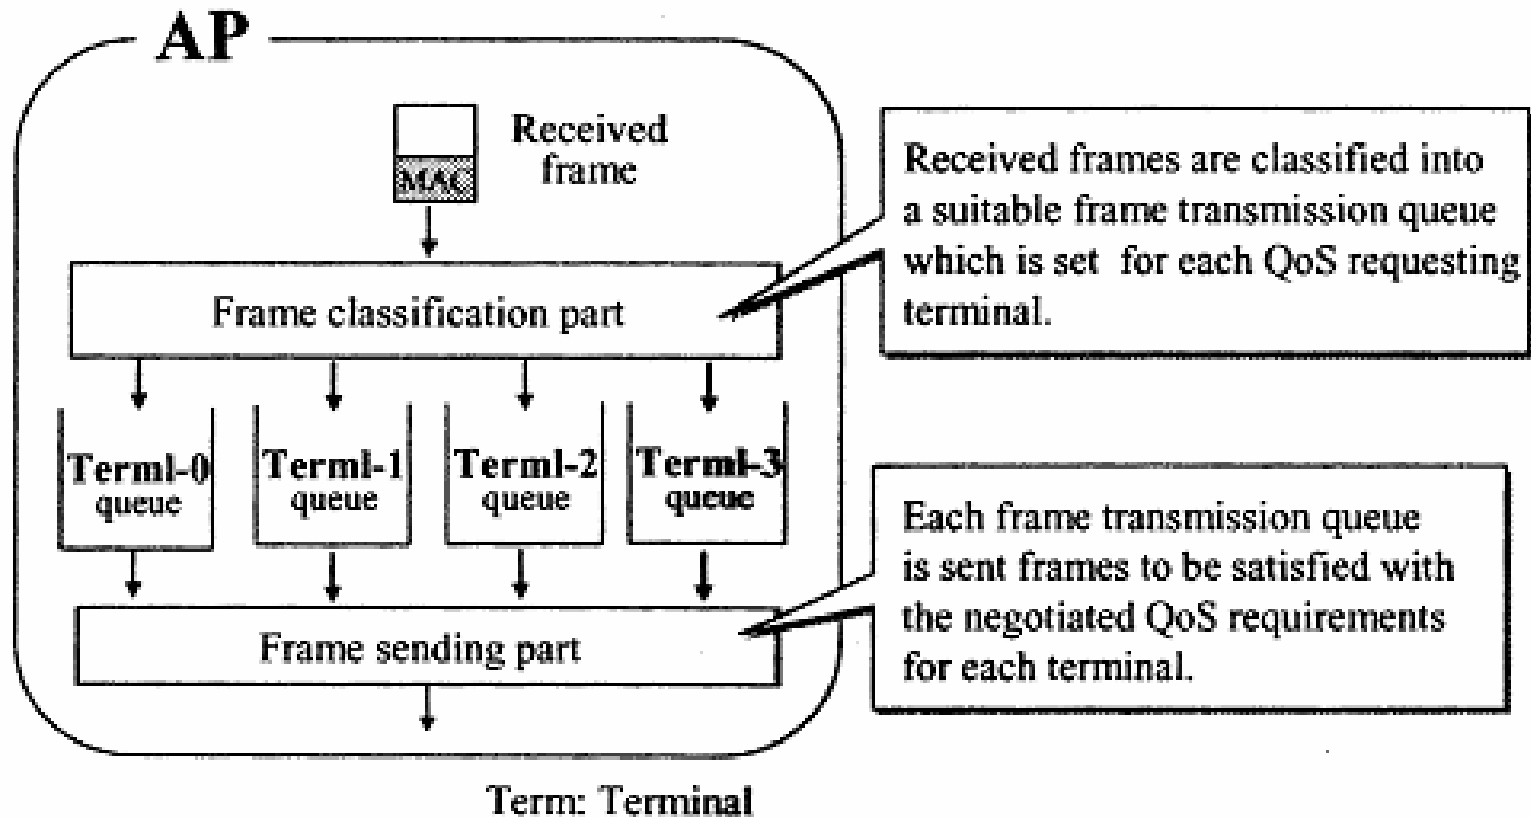 AP
Received
frame
MAC
Received frames are classified into
a suitable frame transmission queue
which is set for each QoS requesting
terminal.
Frame classification part
Terml-0
queue
Terml-1
queue
Terml-2
queue
Terml-3
queue
Each frame transmission queue
is sent frames to be satisfied with
the negotiated QoS requirements
for each terminal.
Frame sending part
Term: Terminal